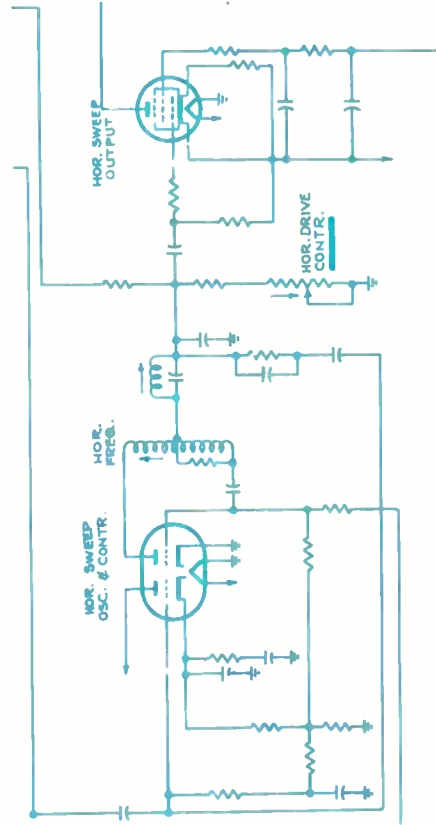 HOR. SWEEP
OUTPUT
HOR. DRIVE
CONTR.
HOR.
FREQ.
HOR. SWEEP
OSC. & CONTR.